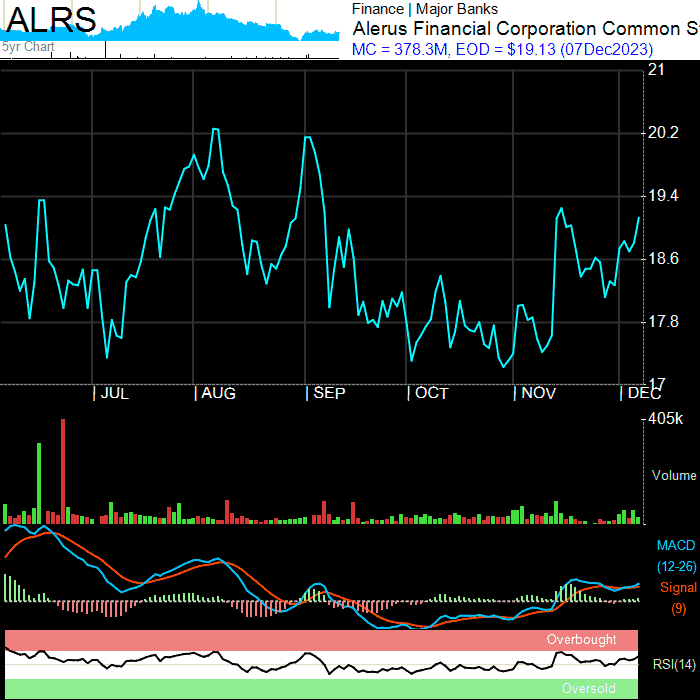 ALRS
5yr Chart
Finance | Major Banks
Alerus Financial Corporation Common S
MC = 378.3M, EOD = $19.13 (07Dec2023)
21
20.2
19.4
18.6
17.8
17
JUL AUG SEP OCT NOV DEC
405k
Volume
MACD
(12-26)
Signal
(9)
Overbought
RSI(14)
Oversold